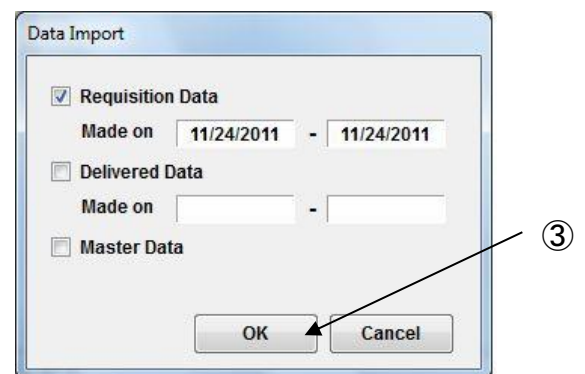 Data Import
Requisition Data
Made on 11/24/2011 - 11/24/2011
Delivered Data
Made on -
Master Data
③
OK Cancel